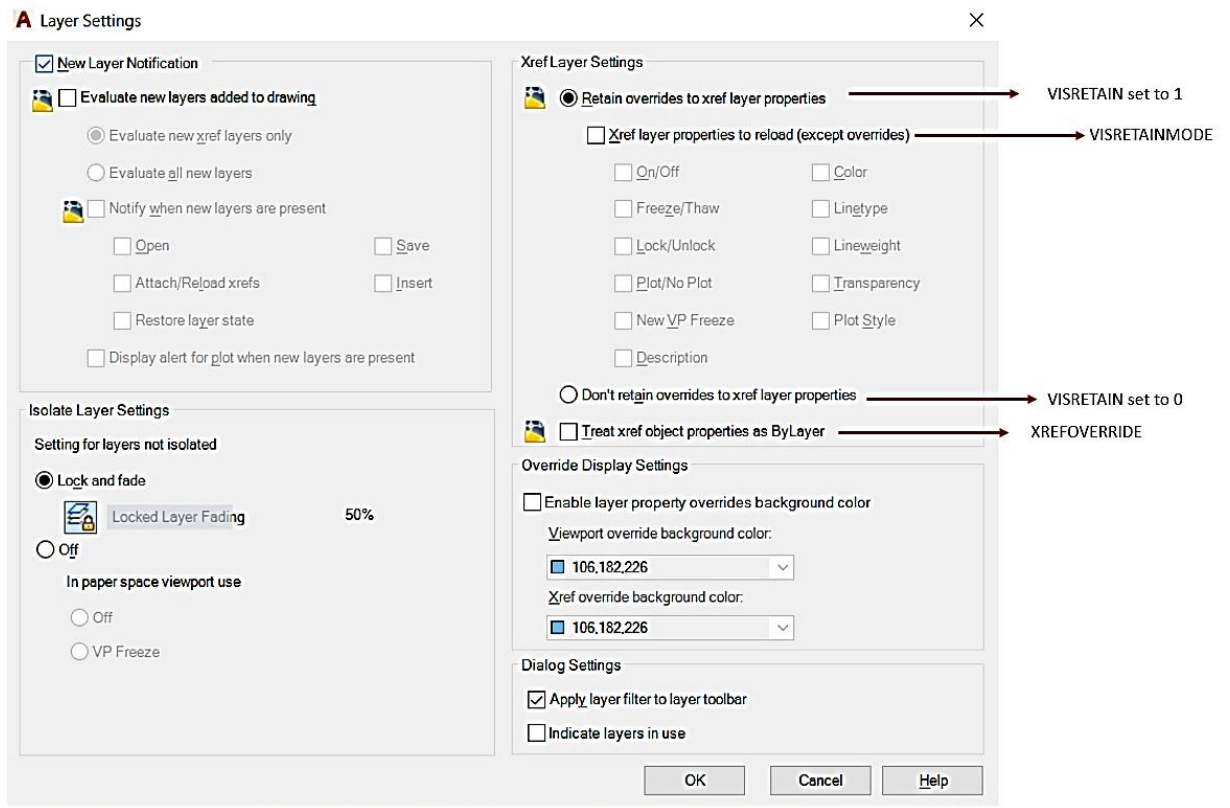 A Layer Settings
New Layer Notification
Evaluate new layers added to drawing
Evaluate new xref layers only
Evaluate all new layers
Notify when new layers are present
Open
Save
Attach/Reload xrefs
Insert
Restore layer state
Display alert for plot when new layers are present
Isolate Layer Settings
Setting for layers not isolated
Lock and fade
Locked Layer Fading
50%
Off
In paper space viewport use
Off
VP Freeze
Xref Layer Settings
Retain overrides to xref layer properties
VISRETAIN set to 1
Xref layer properties to reload (except overrides)
VISRETAINMODE
On/Off
Color
Freeze/Thaw
Linetype
Lock/Unlock
Lineweight
Plot/No Plot
Transparency
New VP Freeze
Plot Style
Description
Don't retain overrides to xref layer properties
VISRETAIN set to 0
Treat xref object properties as ByLayer
XREFOVERRIDE
Override Display Settings
Enable layer property overrides background color
Viewport override background color:
106,182,226
Xref override background color:
106,182,226
Dialog Settings
Apply layer filter to layer toolbar
Indicate layers in use
OK
Cancel
Help